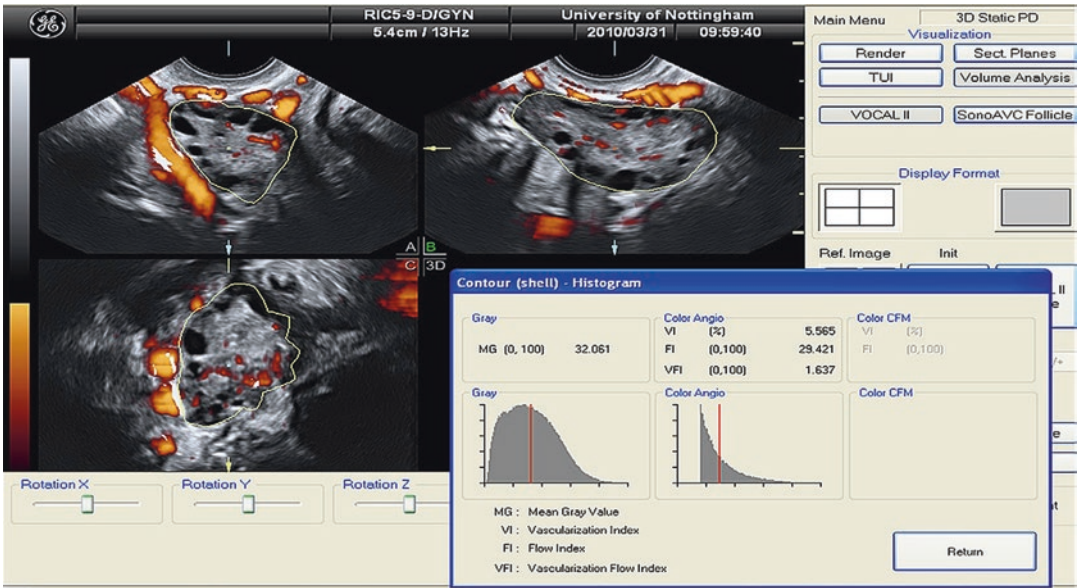 RIC5-9-D/GYN
University of Nottingham
5.4cm / 13Hz
2010/03/31
09:59:40
Main Menu
3D Static PD
Visualization
Render
Sect. Planes
TUI
Volume Analysis
VOCAL II
SonoAVC Follicle
Display Format
A B
C 3D
Ref. Image
Init
Contour (shell) - Histogram
Gray
MG (0, 100) 32.061
Color Angio
VI (%) 5.565
FI (0,100) 29.421
VFI (0,100) 1.637
Color CFM
VI (%)
FI (0,100)
Gray
Color Angio
Color CFM
MG : Mean Gray Value
VI : Vascularization Index
FI : Flow Index
VFI : Vascularization Flow Index
Return
Rotation X
Rotation Y
Rotation Z